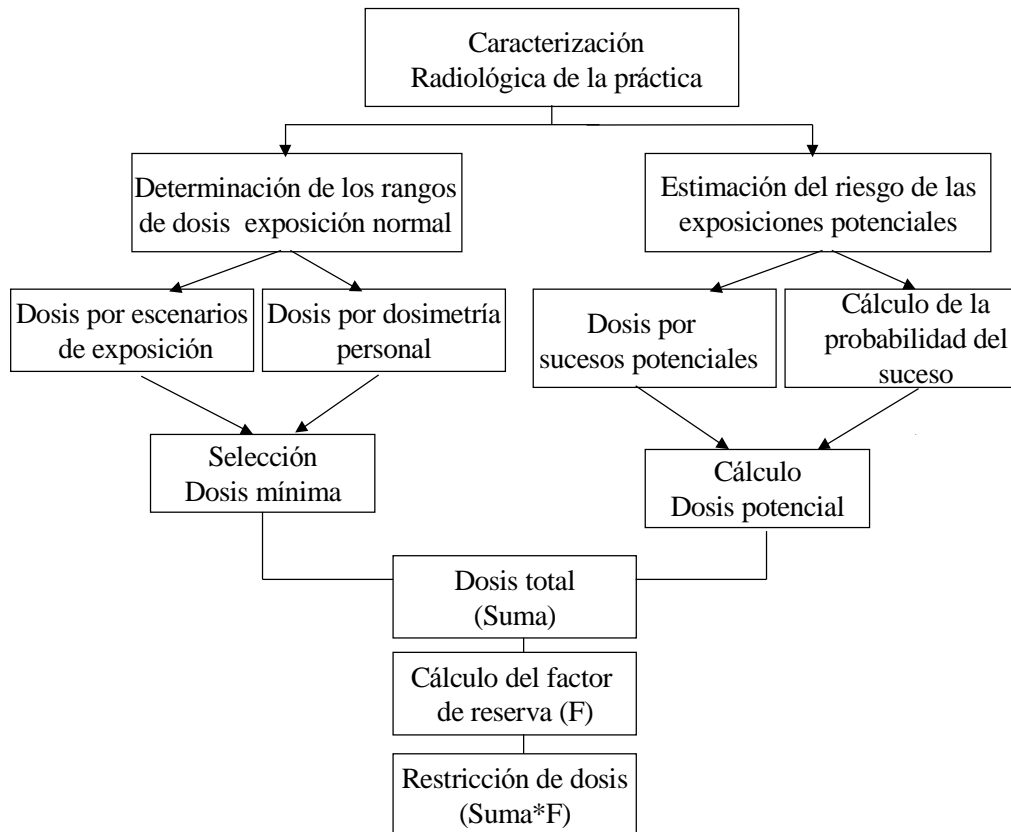 Caracterización
Radiológica de la práctica
Determinación de los rangos
de dosis exposición normal
Estimación del riesgo de las
exposiciones potenciales
Dosis por escenarios
de exposición
Dosis por dosimetría
personal
Dosis por
sucesos potenciales
Cálculo de la
probabilidad del
suceso
Selección
Dosis mínima
Cálculo
Dosis potencial
Dosis total
(Suma)
Cálculo del factor
de reserva (F)
Restricción de dosis
(Suma*F)